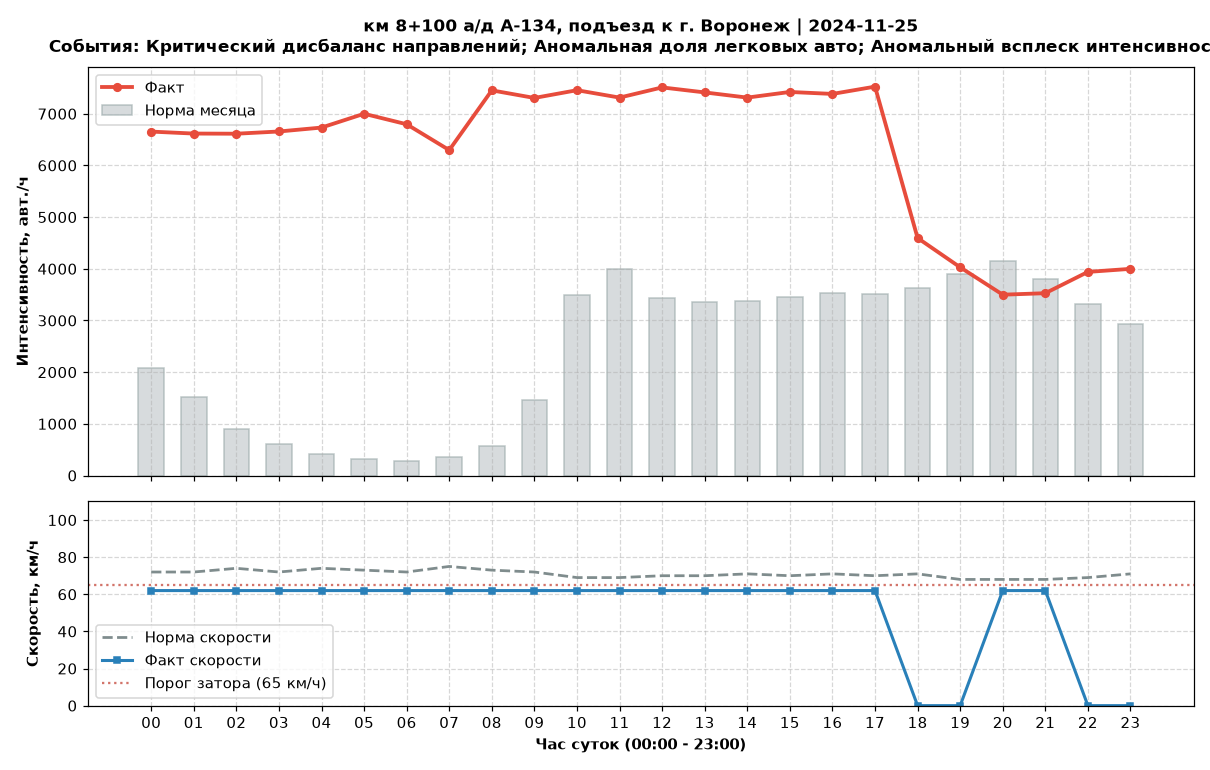 км 8+100 а/д А-134, подъезд к г. Воронеж | 2024-11-25
События: Критический дисбаланс направлений; Аномальная доля легковых авто; Аномальный всплеск интенсивнос
Факт
Норма месяца
Интенсивность, авт./ч
7000
6000
5000
4000
3000
2000
1000
0
Скорость, км/ч
100
80
60
40
20
0
Норма скорости
Факт скорости
Порог затора (65 км/ч)
00 01 02 03 04 05 06 07 08 09 10 11 12 13 14 15 16 17 18 19 20 21 22 23
Час суток (00:00 - 23:00)